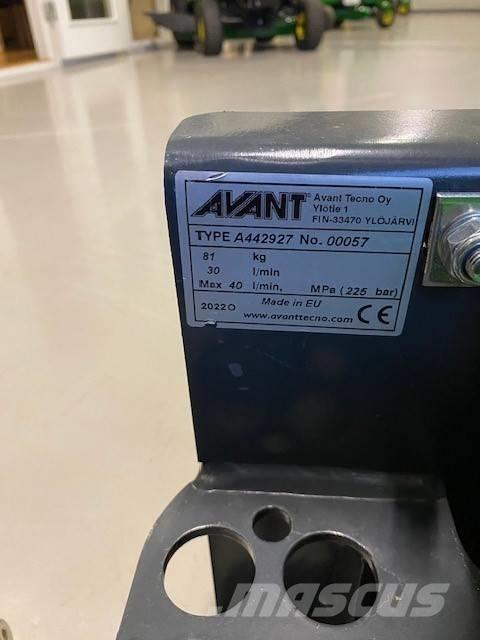 AVANT
Avant Tecno Oy
Ylötie 1
FIN-33470 YLÖJÄRVI
TYPE A442927 No. 00057
81 kg
30 l/min
Max 40 l/min, MPa (225 bar)
2022O Made in EU
www.avanttecno.com CE
mascus